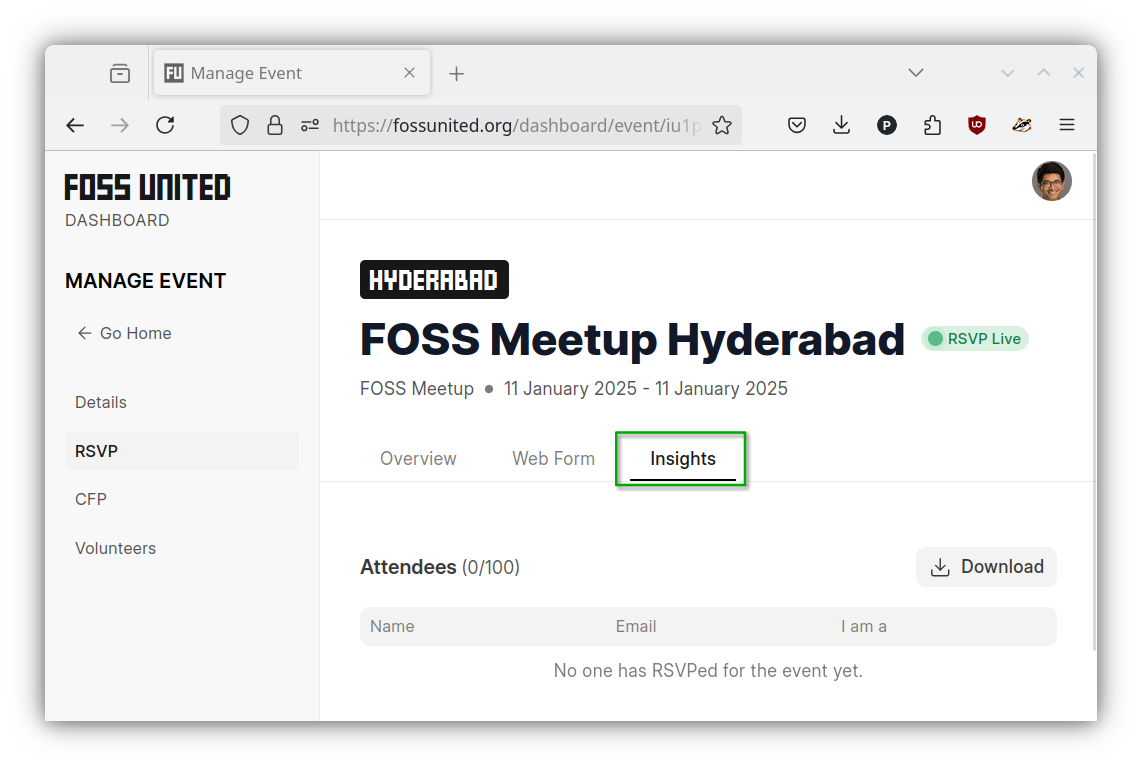 FU Manage Event
https://fossunited.org/dashboard/event/iu1p
P
uo
FOSS UNITED
DASHBOARD
MANAGE EVENT
Go Home
Details
RSVP
CFP
Volunteers
HYDERABAD
FOSS Meetup Hyderabad RSVP Live
FOSS Meetup ● 11 January 2025 - 11 January 2025
Overview Web Form Insights
Attendees (0/100) Download
Name Email I am a
No one has RSVPed for the event yet.